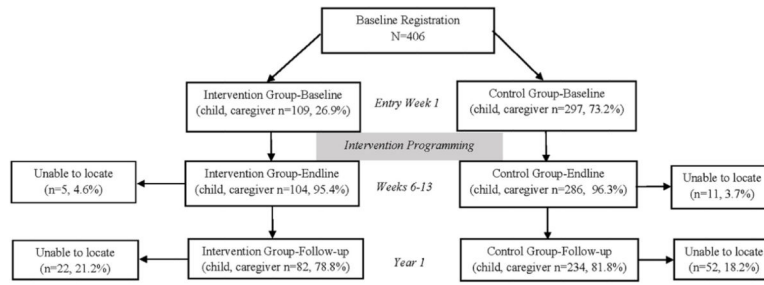 Baseline Registration
N=406
Intervention Group-Baseline
(child, caregiver n=109, 26.9%)
Entry Week 1
Control Group-Baseline
(child, caregiver n=297, 73.2%)
Intervention Programming
Unable to locate
(n=5, 4.6%)
Intervention Group-Endline
(child, caregiver n=104, 95.4%)
Weeks 6-13
Control Group-Endline
(child, caregiver n=286, 96.3%)
Unable to locate
(n=11, 3.7%)
Unable to locate
(n=22, 21.2%)
Intervention Group-Follow-up
(child, caregiver n=82, 78.8%)
Year 1
Control Group-Follow-up
(child, caregiver n=234, 81.8%)
Unable to locate
(n=52, 18.2%)